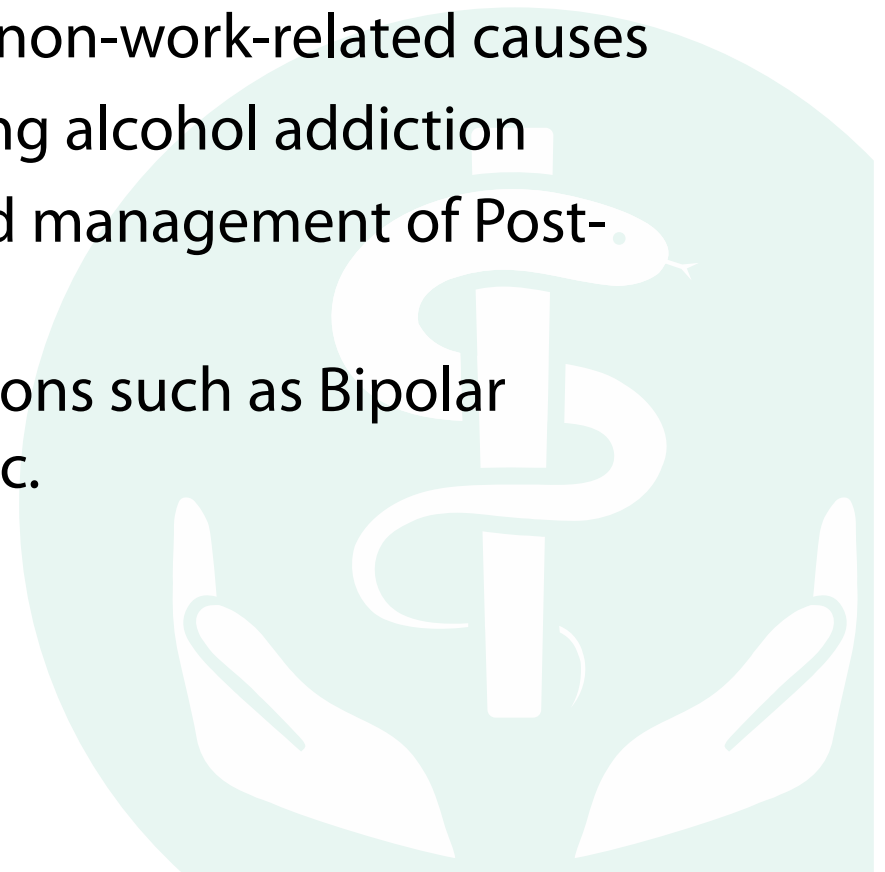 non-work-related causes
ng alcohol addiction
d management of Post-
ons such as Bipolar
c.